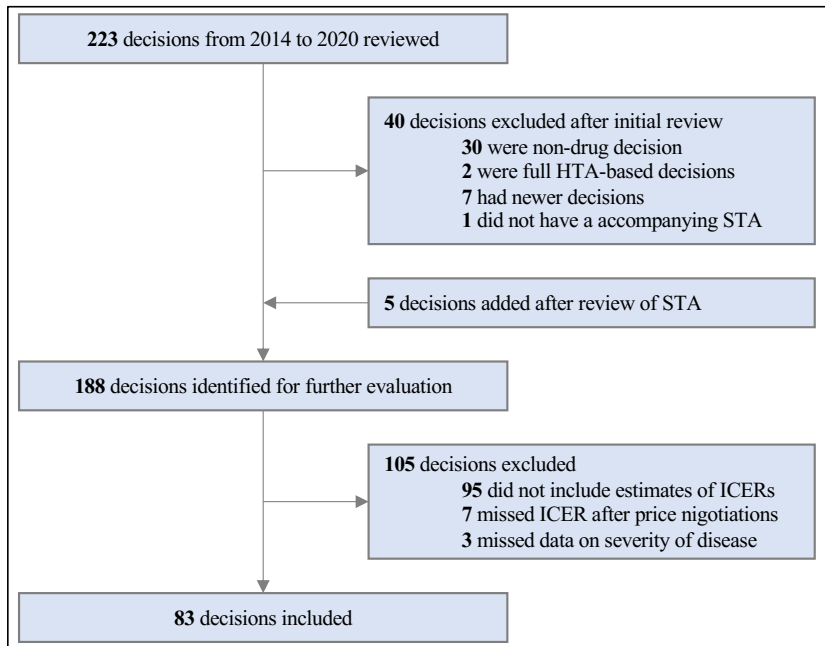 223 decisions from 2014 to 2020 reviewed
40 decisions excluded after initial review
30 were non-drug decision
2 were full HTA-based decisions
7 had newer decisions
1 did not have a accompanying STA
5 decisions added after review of STA
188 decisions identified for further evaluation
105 decisions excluded
95 did not include estimates of ICERs
7 missed ICER after price nigotiations
3 missed data on severity of disease
83 decisions included